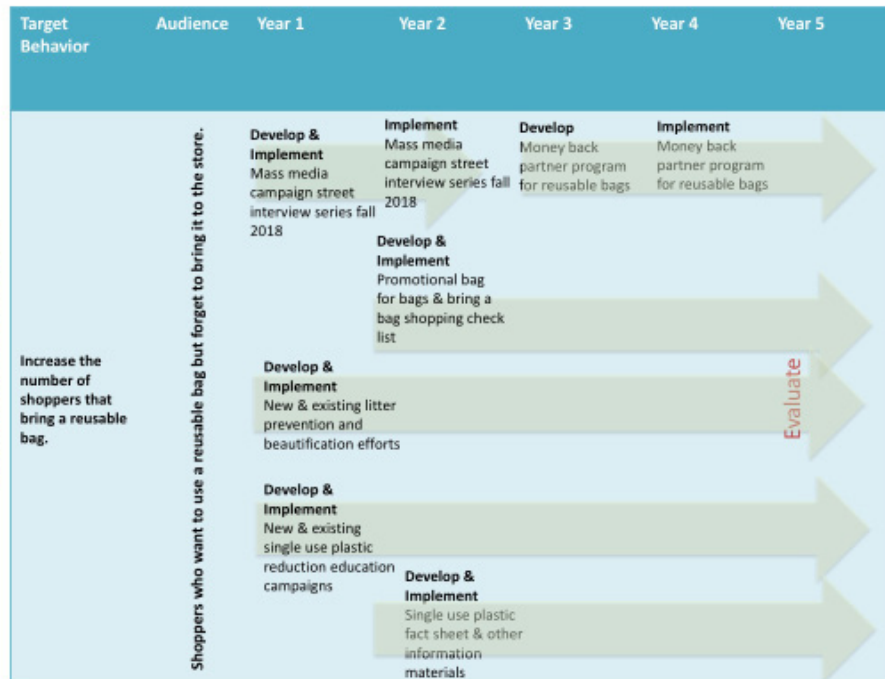 Target
Behavior
Audience
Year 1
Year 2
Year 3
Year 4
Year 5
Increase the
number of
shoppers that
bring a reusable
bag.
Shoppers who want to use a reusable bag but forget to bring it to the store.
Develop &
Implement
Mass media
campaign street
interview series fall
2018
Implement
Mass media
campaign street
interview series fall
2018
Develop
Money back
partner program
for reusable bags
Implement
Money back
partner program
for reusable bags
Develop &
Implement
Promotional bag
for bags & bring a
bag shopping check
list
Develop &
Implement
New & existing litter
prevention and
beautification efforts
Evaluate
Develop &
Implement
New & existing
single use plastic
reduction education
campaigns
Develop &
Implement
Single use plastic
fact sheet & other
information
materials